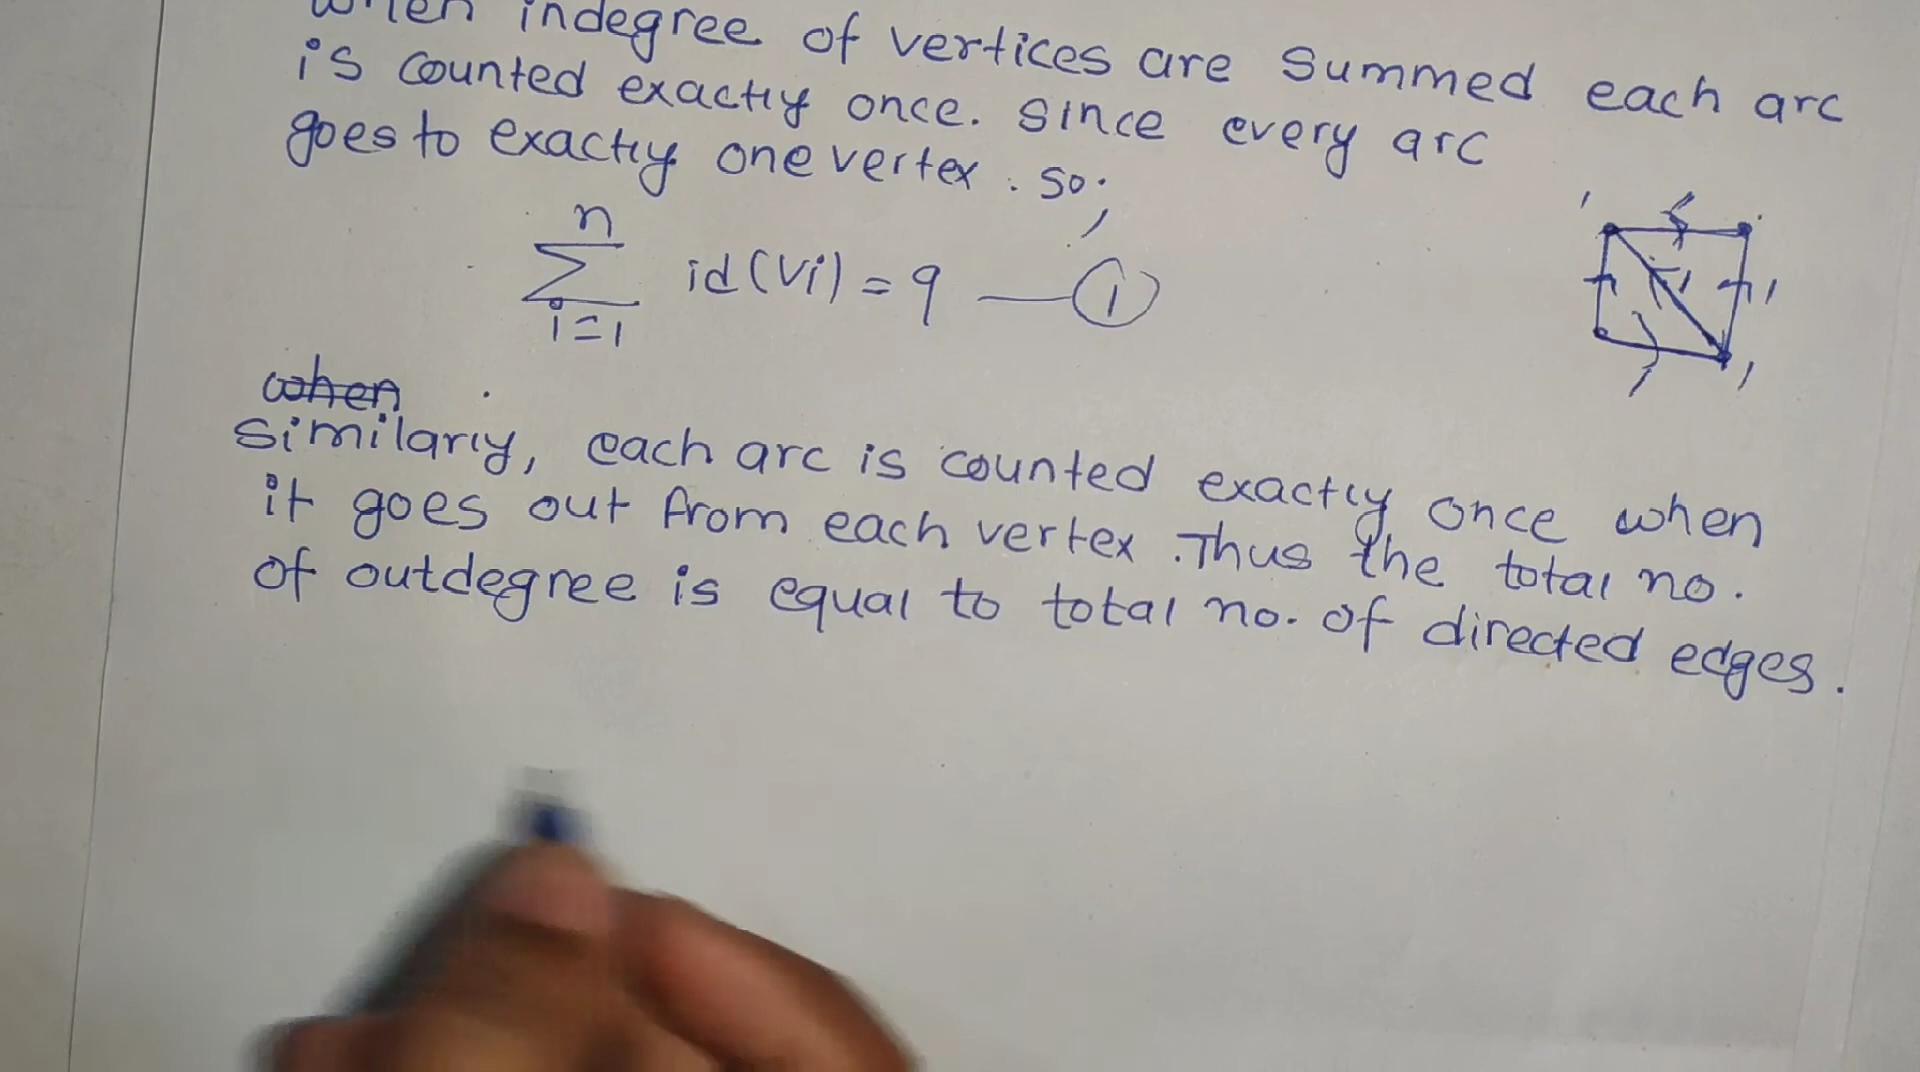 when indegree of vertices are summed each arc
is counted exactly once. since every arc
goes to exactly one vertex. so;
n
∑ id(vi) = q — ①
i=1
when
similarly, each arc is counted exactly once when
it goes out from each vertex. Thus the total no.
of outdegree is equal to total no. of directed edges.